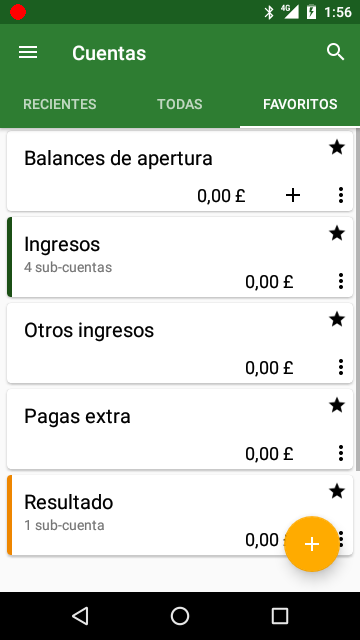 4G 1:56
Cuentas
RECIENTES TODAS FAVORITOS
Balances de apertura
0,00 £
Ingresos
4 sub-cuentas
0,00 £
Otros ingresos
0,00 £
Pagas extra
0,00 £
Resultado
1 sub-cuenta
0,00